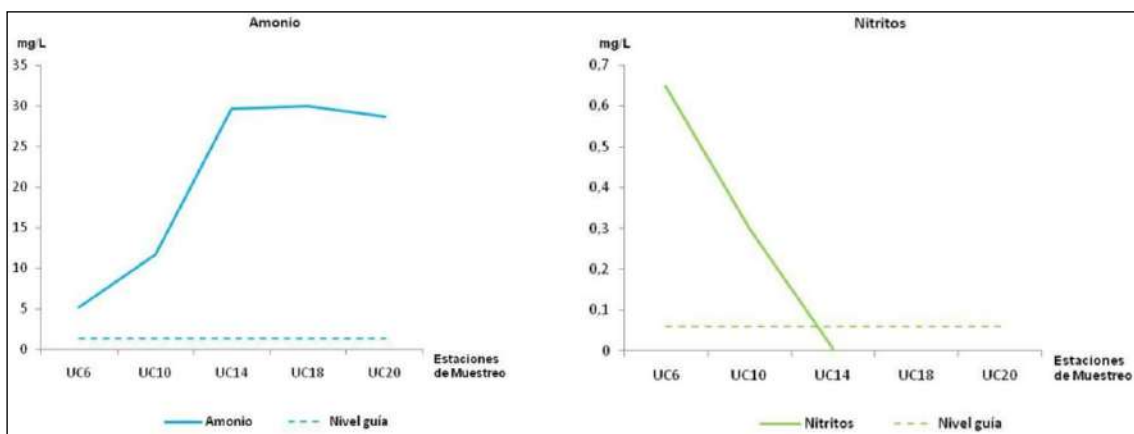 Amonio
mg/L
35
30
25
20
15
10
5
0
UC6 UC10 UC14 UC18 UC20
Estaciones
de Muestreo
Amonio Nivel guía
Nitritos
mg/L
0,7
0,6
0,5
0,4
0,3
0,2
0,1
0
UC6 UC10 UC14 UC18 UC20
Estaciones
de Muestreo
Nitritos Nivel guía